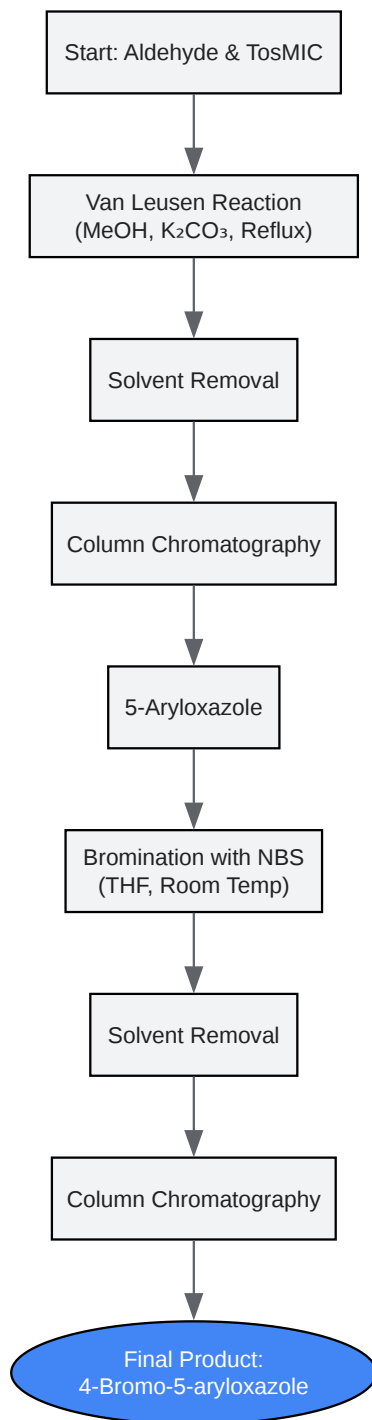 Start: Aldehyde & TosMIC
Van Leusen Reaction
(MeOH, K₂CO₃, Reflux)
Solvent Removal
Column Chromatography
5-Aryloxazole
Bromination with NBS
(THF, Room Temp)
Solvent Removal
Column Chromatography
Final Product:
4-Bromo-5-aryloxazole